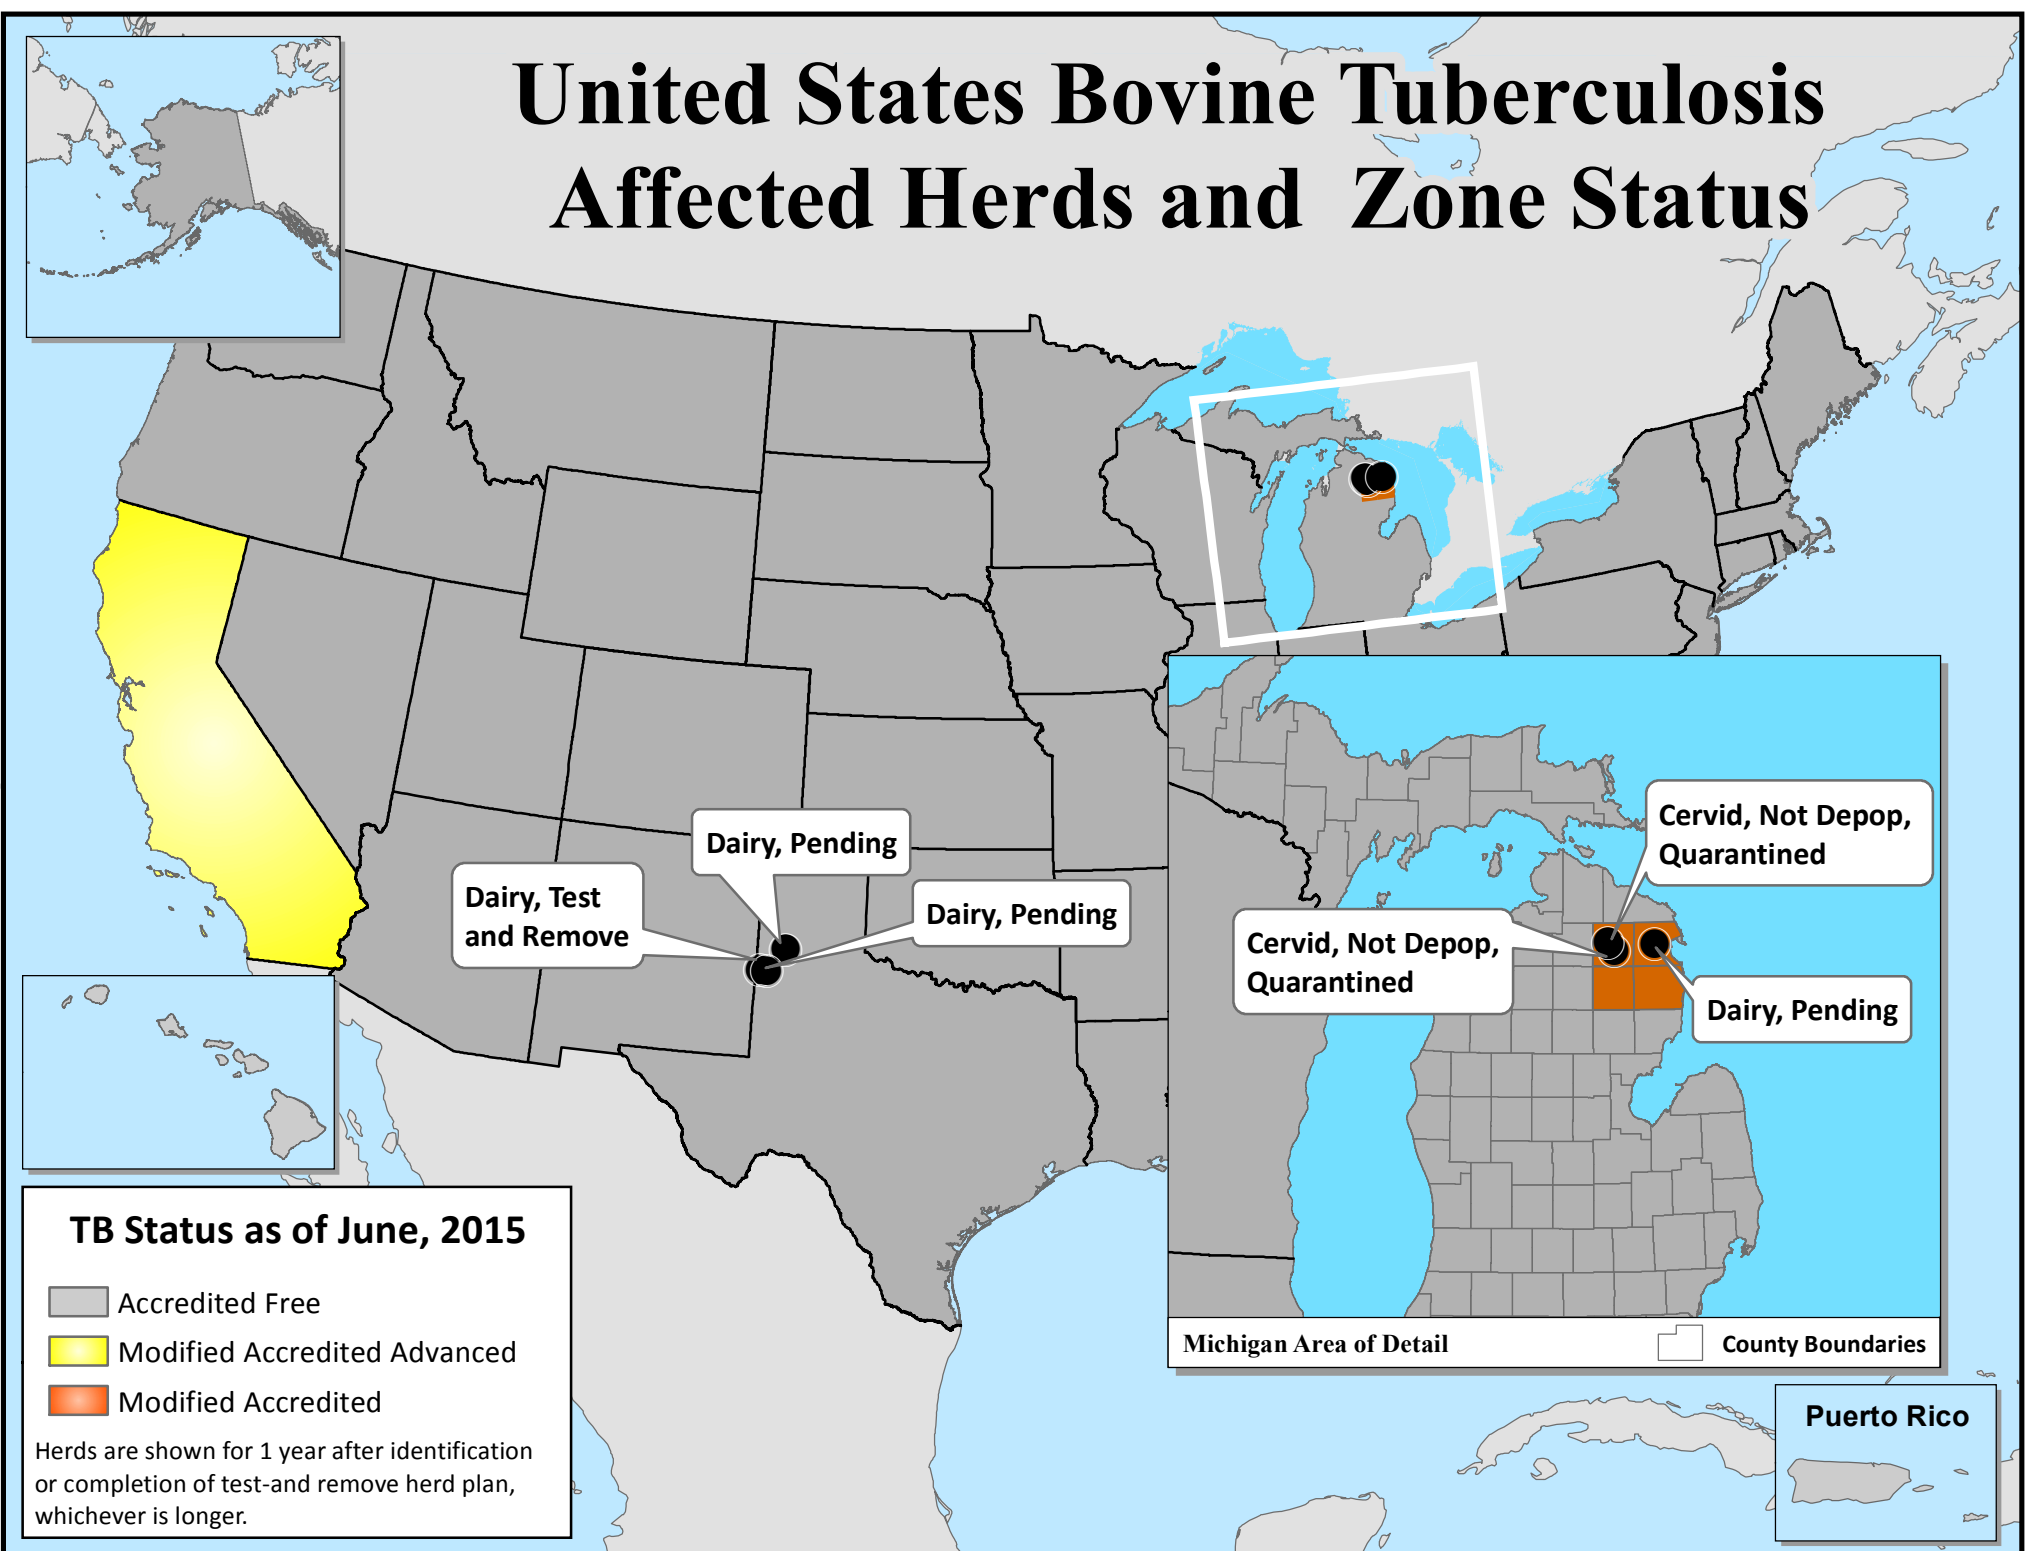 United States Bovine Tuberculosis
Affected Herds and Zone Status
Dairy, Pending
Dairy, Test
and Remove
Dairy, Pending
Cervid, Not Depop,
Quarantined
Cervid, Not Depop,
Quarantined
Dairy, Pending
Michigan Area of Detail
County Boundaries
TB Status as of June, 2015
Accredited Free
Modified Accredited Advanced
Modified Accredited
Herds are shown for 1 year after identification
or completion of test-and remove herd plan,
whichever is longer.
Puerto Rico